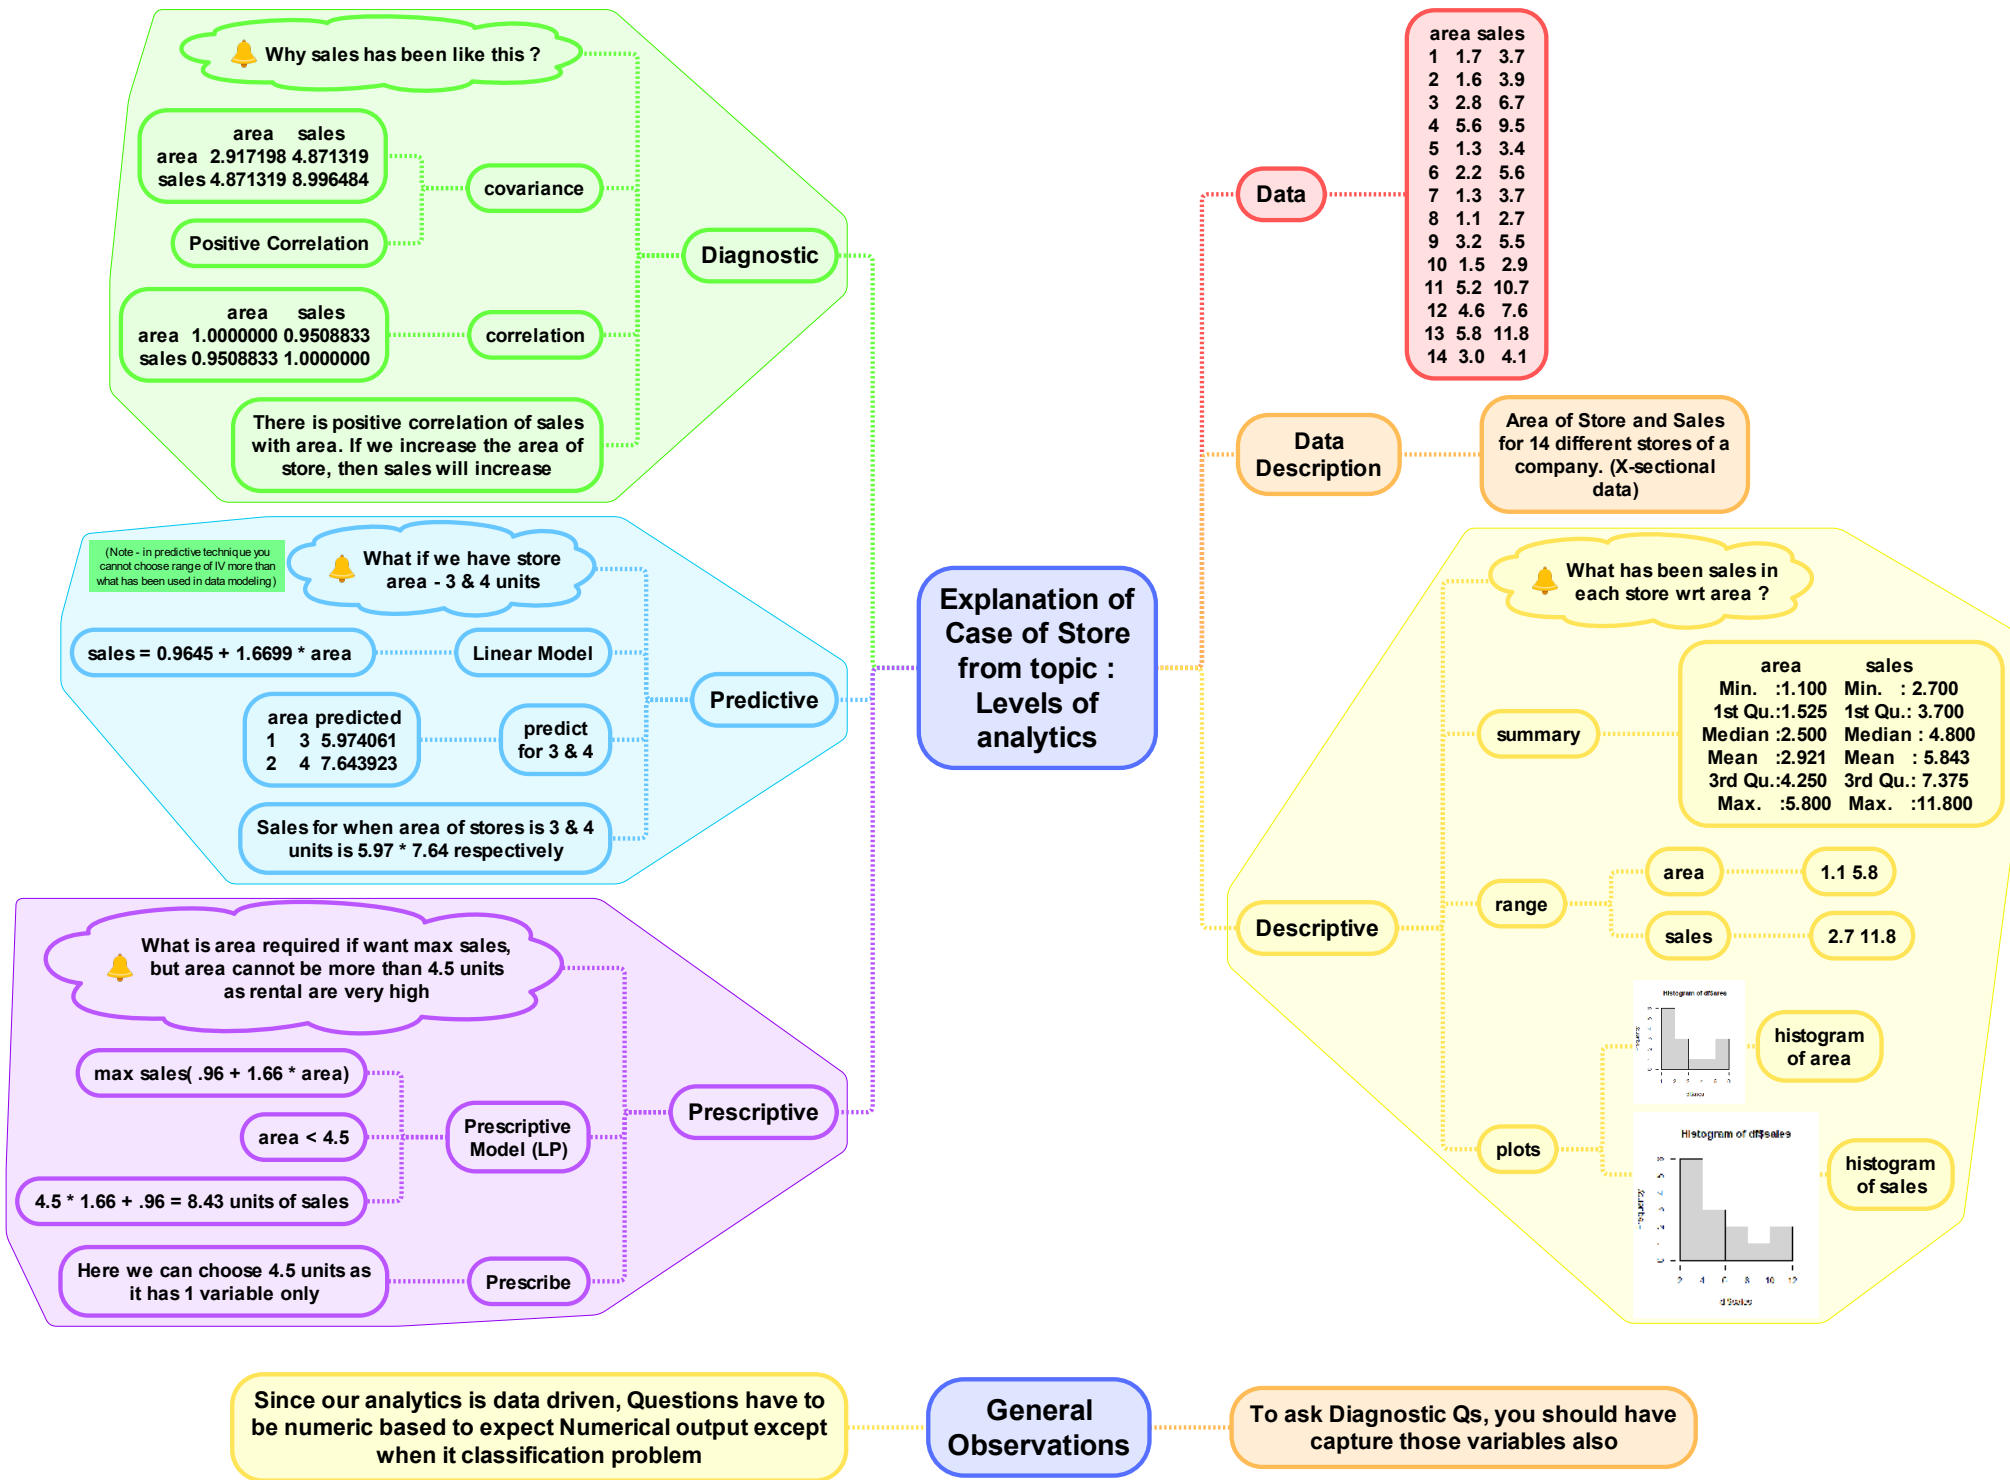 Explanation of
Case of Store
from topic :
Levels of
analytics
Data
area sales
1 1.7 3.7
2 1.6 3.9
3 2.8 6.7
4 5.6 9.5
5 1.3 3.4
6 2.2 5.6
7 1.3 3.7
8 1.1 2.7
9 3.2 5.5
10 1.5 2.9
11 5.2 10.7
12 4.6 7.6
13 5.8 11.8
14 3.0 4.1
Data
Description
Area of Store and Sales
for 14 different stores of a
company. (X-sectional
data)
Descriptive
What has been sales in
each store wrt area ?
summary
area sales
Min. :1.100 Min. : 2.700
1st Qu.:1.525 1st Qu.: 3.700
Median :2.500 Median : 4.800
Mean :2.921 Mean : 5.843
3rd Qu.:4.250 3rd Qu.: 7.375
Max. :5.800 Max. :11.800
range
area
1.1 5.8
sales
2.7 11.8
plots
Histogram of df$area
histogram
of area
Histogram of df$sales
2 4 6 8 10 12
histogram
of sales
Diagnostic
Why sales has been like this ?
covariance
area sales
area 2.917198 4.871319
sales 4.871319 8.996484
Positive Correlation
correlation
area sales
area 1.0000000 0.9508833
sales 0.9508833 1.0000000
There is positive correlation of sales
with area. If we increase the area of
store, then sales will increase
Predictive
(Note - in predictive technique you
cannot choose range of IV more than
what has been used in data modeling)
What if we have store
area - 3 & 4 units
Linear Model
sales = 0.9645 + 1.6699 * area
predict
for 3 & 4
area predicted
1 3 5.974061
2 4 7.643923
Sales for when area of stores is 3 & 4
units is 5.97 * 7.64 respectively
Prescriptive
What is area required if want max sales,
but area cannot be more than 4.5 units
as rental are very high
Prescriptive
Model (LP)
max sales( .96 + 1.66 * area)
area < 4.5
4.5 * 1.66 + .96 = 8.43 units of sales
Prescribe
Here we can choose 4.5 units as
it has 1 variable only
General
Observations
Since our analytics is data driven, Questions have to
be numeric based to expect Numerical output except
when it classification problem
To ask Diagnostic Qs, you should have
capture those variables also